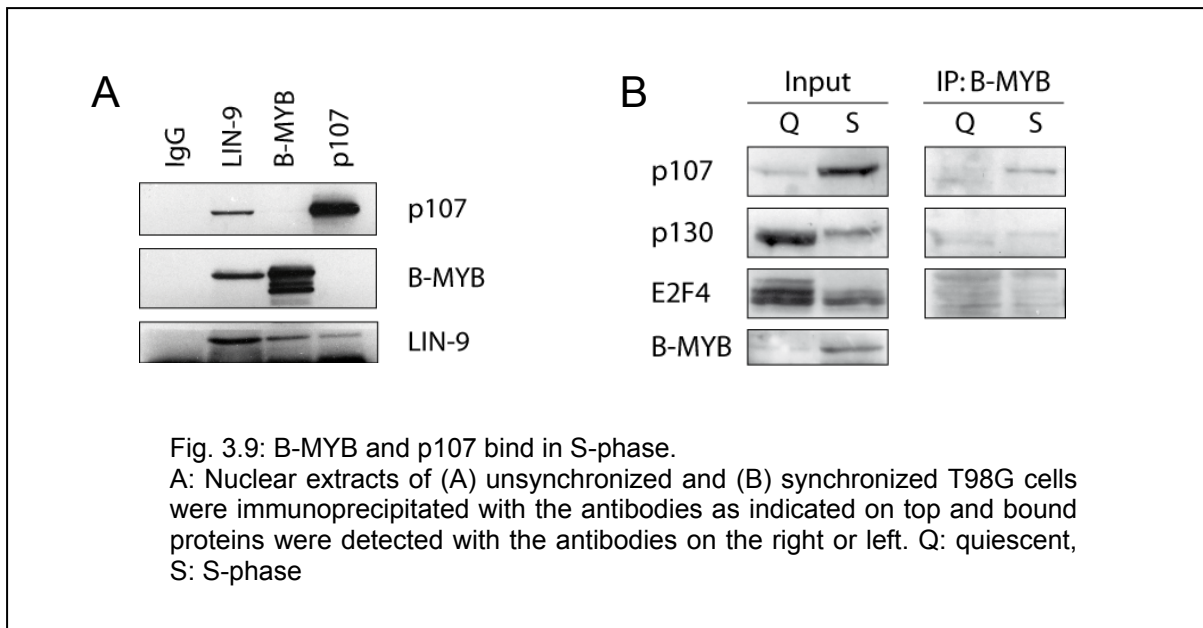 A
IgG
LIN-9
B-MYB
p107
p107
B-MYB
LIN-9
B
Input IP: B-MYB
Q S Q S
p107
p130
E2F4
B-MYB
Fig. 3.9: B-MYB and p107 bind in S-phase.
A: Nuclear extracts of (A) unsynchronized and (B) synchronized T98G cells
were immunoprecipitated with the antibodies as indicated on top and bound
proteins were detected with the antibodies on the right or left. Q: quiescent,
S: S-phase